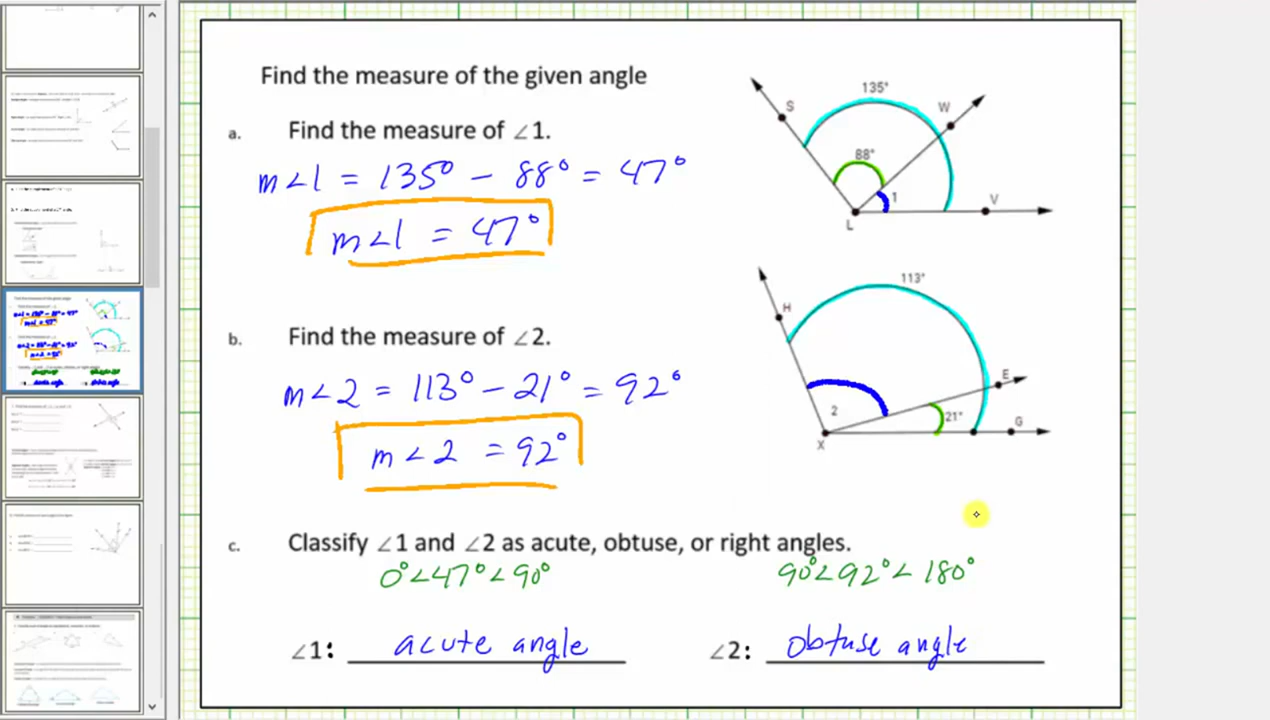 Find the measure of the given angle
a. Find the measure of ∠1.
m∠1 = 135° − 88° = 47°
m∠1 = 47°
135°
S
W
88°
1
V
L
b. Find the measure of ∠2.
m∠2 = 113° − 21° = 92°
m∠2 = 92°
113°
H
E
2
21°
G
X
c. Classify ∠1 and ∠2 as acute, obtuse, or right angles.
0°<47°<90° 90°<92°<180°
∠1: acute angle ∠2: obtuse angle